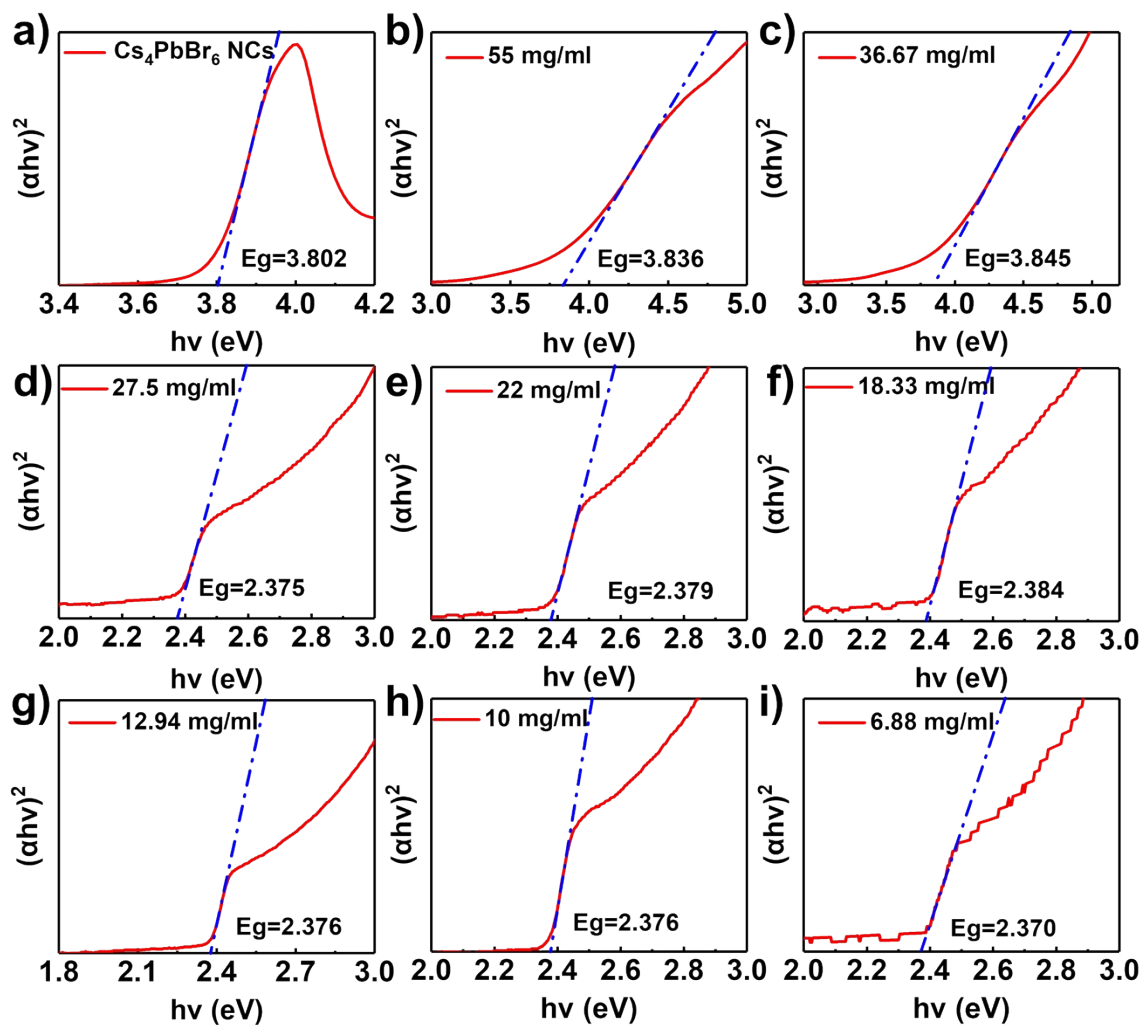 a)
Cs₄PbBr₆ NCs
(αhν)²
Eg=3.802
3.4 3.6 3.8 4.0 4.2
hν (eV)
b)
55 mg/ml
(αhν)²
Eg=3.836
3.0 3.5 4.0 4.5 5.0
hν (eV)
c)
36.67 mg/ml
(αhν)²
Eg=3.845
3.0 3.5 4.0 4.5 5.0
hν (eV)
d)
27.5 mg/ml
(αhν)²
Eg=2.375
2.0 2.2 2.4 2.6 2.8 3.0
hν (eV)
e)
22 mg/ml
(αhν)²
Eg=2.379
2.0 2.2 2.4 2.6 2.8 3.0
hν (eV)
f)
18.33 mg/ml
(αhν)²
Eg=2.384
2.0 2.2 2.4 2.6 2.8 3.0
hν (eV)
g)
12.94 mg/ml
(αhν)²
Eg=2.376
1.8 2.1 2.4 2.7 3.0
hν (eV)
h)
10 mg/ml
(αhν)²
Eg=2.376
2.0 2.2 2.4 2.6 2.8 3.0
hν (eV)
i)
6.88 mg/ml
(αhν)²
Eg=2.370
2.0 2.2 2.4 2.6 2.8 3.0
hν (eV)